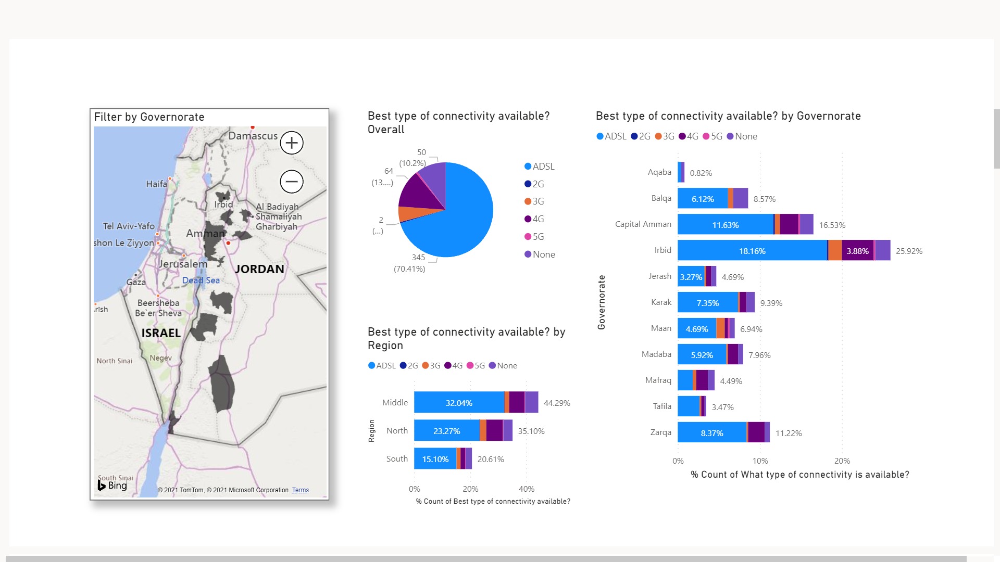 Filter by Governorate
Damascus
Haifa
Irbid
Al Badiyah
Shamaliyah
Gharbiyah
Tel Aviv-Yafo
Amman
shon Le Ziyyon
Jerusalem
JORDAN
Dead Sea
Gaza
Beersheba
Be`er Sheva
rish
ISRAEL
Negev
North Sinai
South Sinai
Bing
© 2021 TomTom, © 2021 Microsoft Corporation Terms
Best type of connectivity available?
Overall
50
(10.2%)
64
(13....)
2
(...)
345
(70.41%)
ADSL
2G
3G
4G
5G
None
Best type of connectivity available? by
Region
ADSL 2G 3G 4G 5G None
Region
Middle 32.04% 44.29%
North 23.27% 35.10%
South 15.10% 20.61%
0% 20% 40%
% Count of Best type of connectivity available?
Best type of connectivity available? by Governorate
ADSL 2G 3G 4G 5G None
Governorate
Aqaba 0.82%
Balqa 6.12% 8.57%
Capital Amman 11.63% 16.53%
Irbid 18.16% 3.88% 25.92%
Jerash 3.27% 4.69%
Karak 7.35% 9.39%
Maan 4.69% 6.94%
Madaba 5.92% 7.96%
Mafraq 4.49%
Tafila 3.47%
Zarqa 8.37% 11.22%
0% 10% 20%
% Count of What type of connectivity is available?